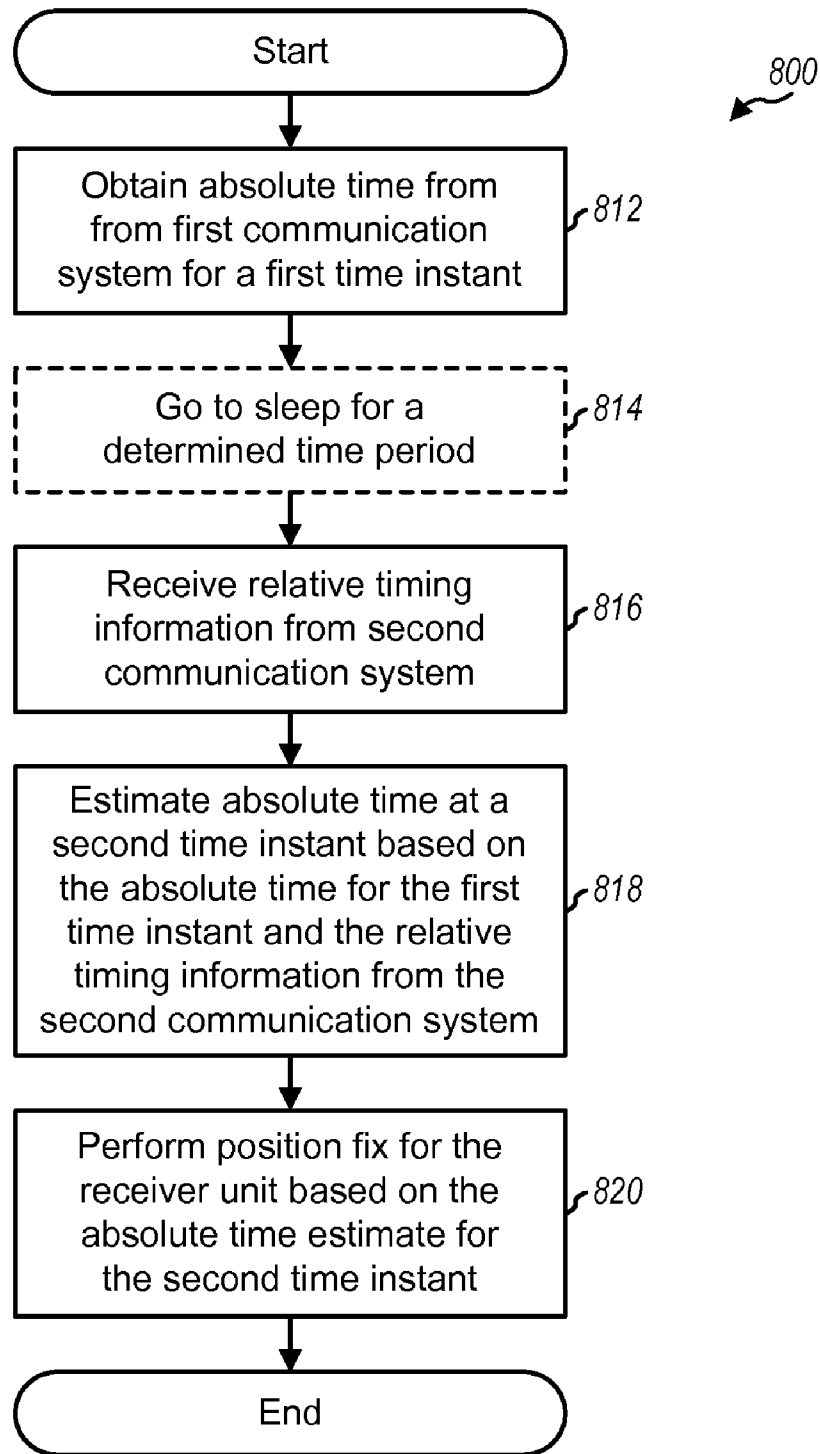 Start
800
Obtain absolute time from
from first communication
system for a first time instant
812
Go to sleep for a
determined time period
814
Receive relative timing
information from second
communication system
816
Estimate absolute time at a
second time instant based on
the absolute time for the first
time instant and the relative
timing information from the
second communication system
818
Perform position fix for the
receiver unit based on the
absolute time estimate for
the second time instant
820
End